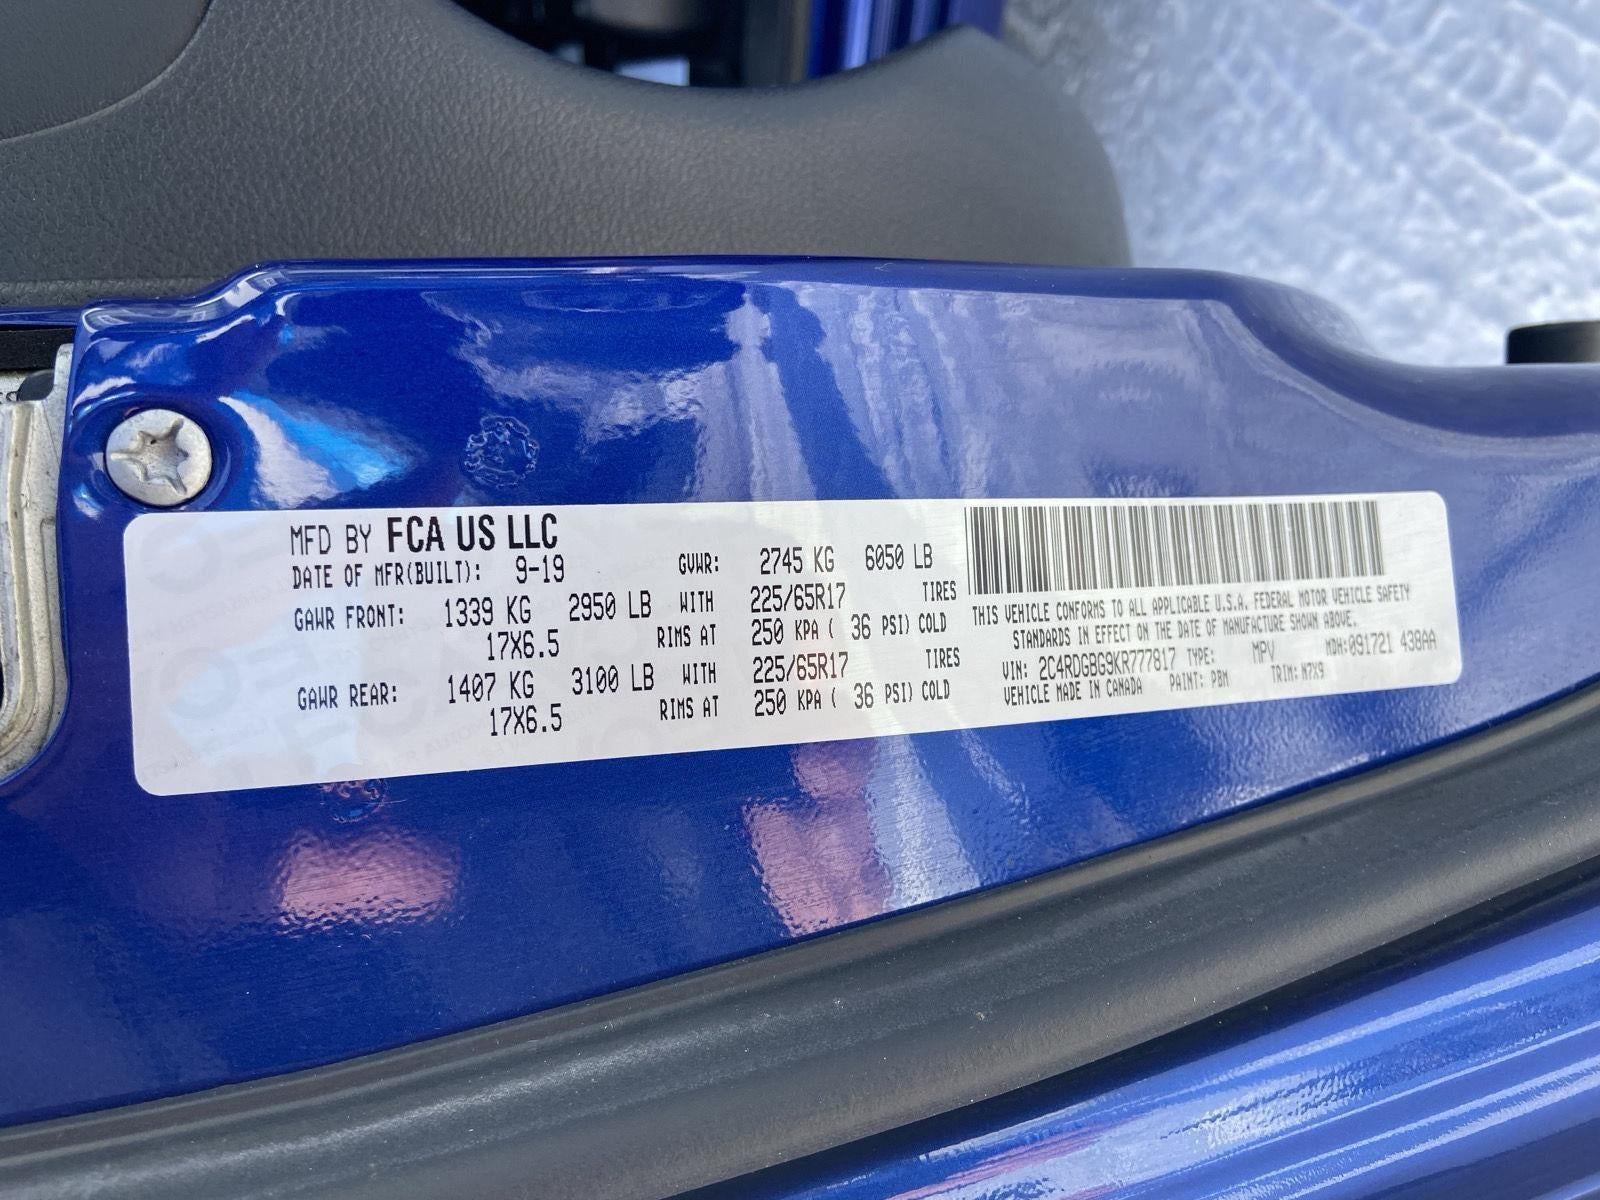 MFD BY FCA US LLC
DATE OF MFR(BUILT): 9-19 GVWR: 2745 KG 6050 LB
GAWR FRONT: 1339 KG 2950 LB WITH 225/65R17 TIRES
17X6.5 RIMS AT 250 KPA ( 36 PSI) COLD
GAWR REAR: 1407 KG 3100 LB WITH 225/65R17 TIRES
17X6.5 RIMS AT 250 KPA ( 36 PSI) COLD
THIS VEHICLE CONFORMS TO ALL APPLICABLE U.S.A. FEDERAL MOTOR VEHICLE SAFETY
STANDARDS IN EFFECT ON THE DATE OF MANUFACTURE SHOWN ABOVE.
VIN: 2C4RDGBG9KR777817 TYPE: MPV MDH:091721 438AA
VEHICLE MADE IN CANADA PAINT: PBM TRIM: M7X9